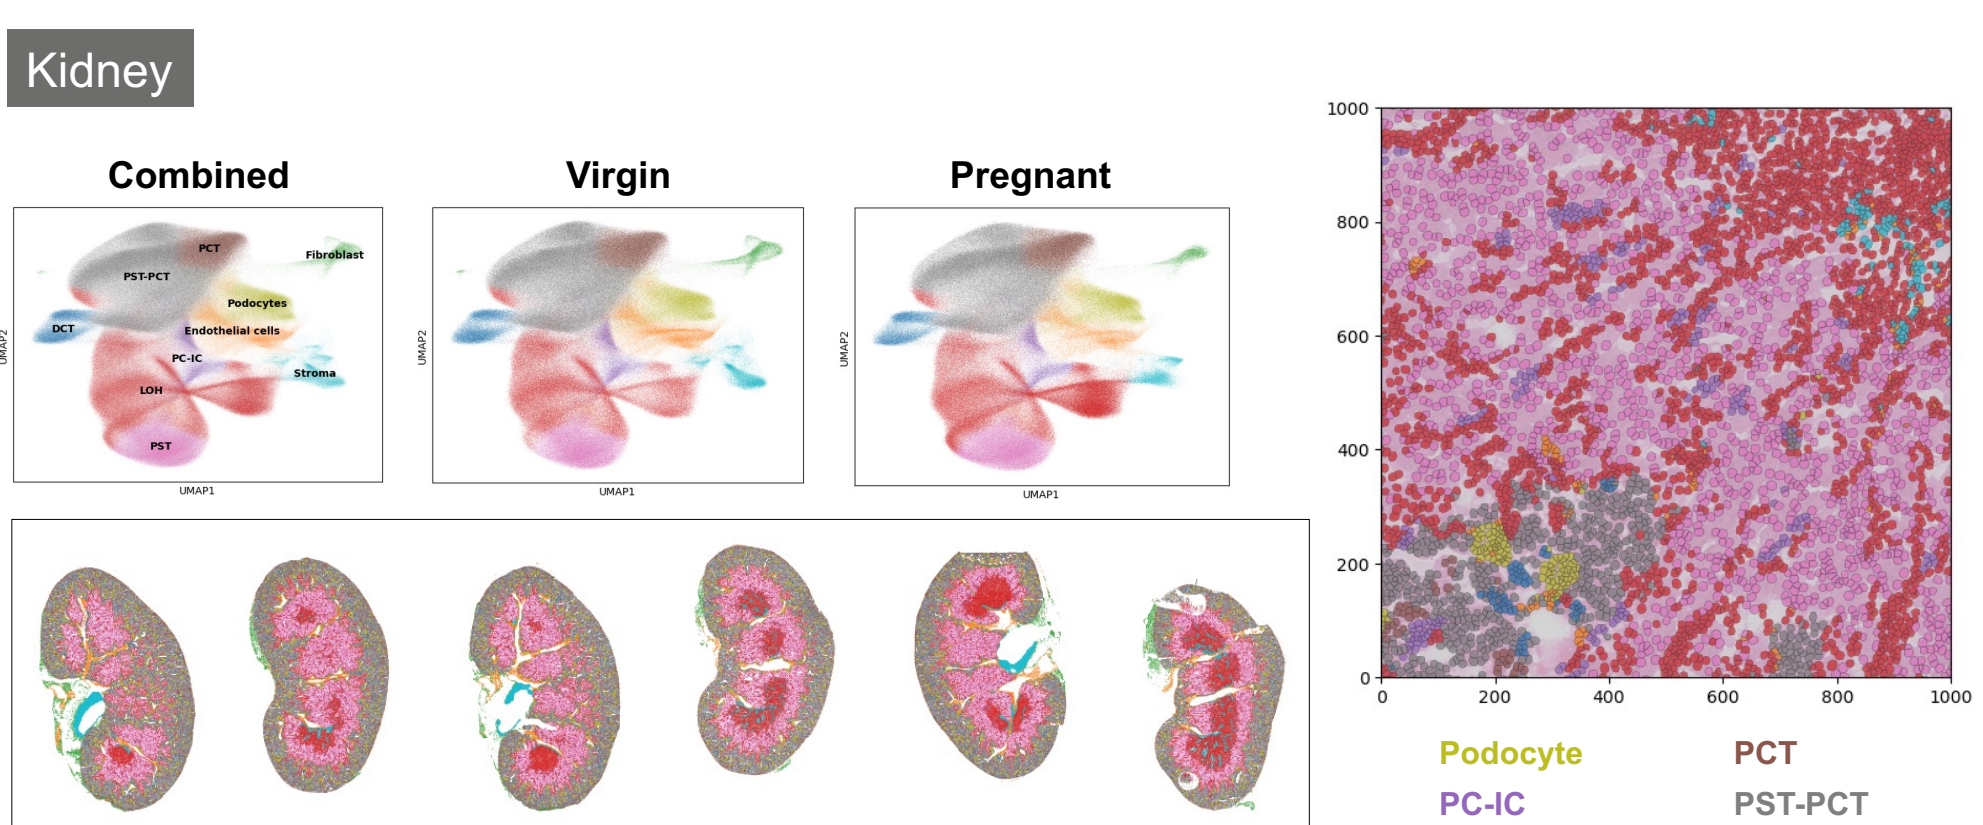 Kidney
Combined
Virgin
Pregnant
PCT
Fibroblast
PST-PCT
Podocytes
DCT
Endothelial cells
PC-IC
Stroma
LOH
PST
UMAP2
UMAP1
UMAP2
UMAP1
UMAP2
UMAP1
1000
800
600
400
200
0
0 200 400 600 800 1000
Podocyte PCT
PC-IC PST-PCT